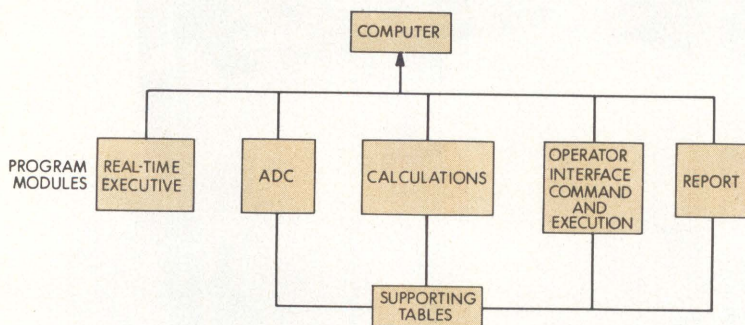 COMPUTER
PROGRAM
MODULES
REAL-TIME
EXECUTIVE
ADC
CALCULATIONS
OPERATOR
INTERFACE
COMMAND
AND
EXECUTION
REPORT
SUPPORTING
TABLES